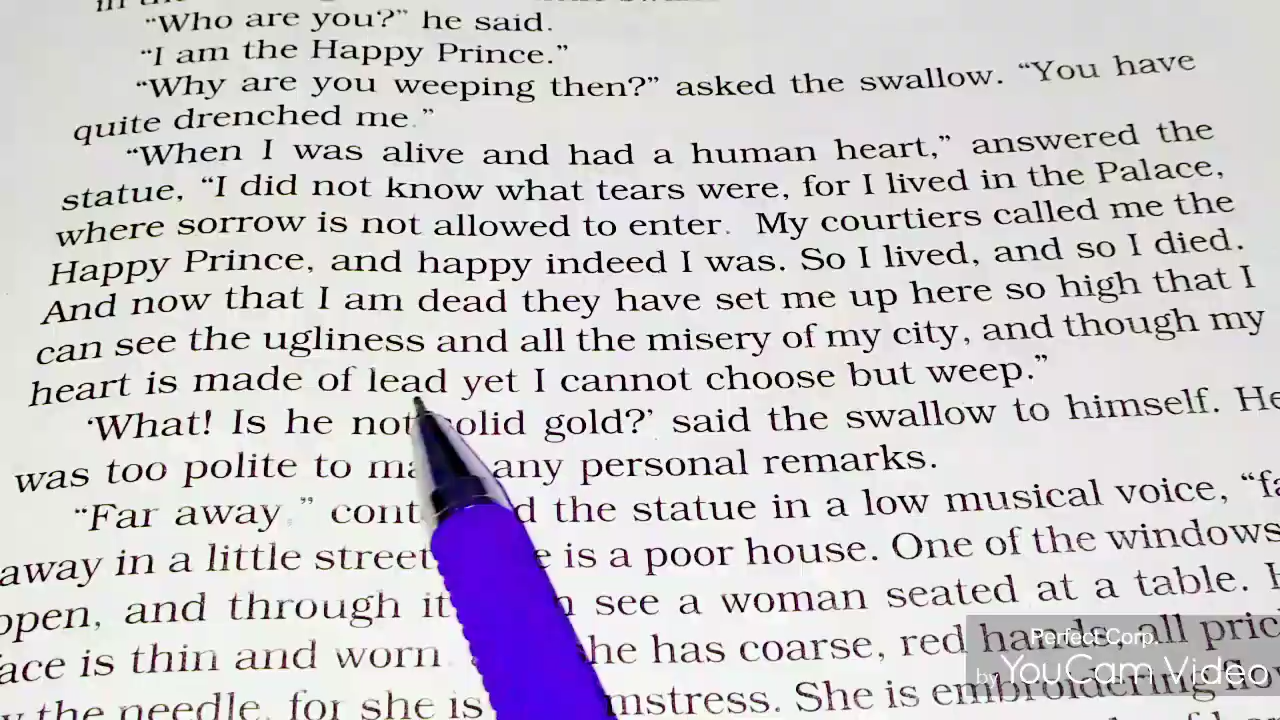 "Who are you?" he said.
"I am the Happy Prince."
"Why are you weeping then?" asked the swallow. "You have
quite drenched me."
"When I was alive and had a human heart," answered the
statue, "I did not know what tears were, for I lived in the Palace,
where sorrow is not allowed to enter. My courtiers called me the
Happy Prince, and happy indeed I was. So I lived, and so I died.
And now that I am dead they have set me up here so high that I
can see the ugliness and all the misery of my city, and though my
heart is made of lead yet I cannot choose but weep."
'What! Is he not solid gold?' said the swallow to himself. He
was too polite to any personal remarks.
"Far away," the statue in a low musical voice, "fa
away in a little street is a poor house. One of the windows
open, and through it see a woman seated at a table.
face is thin and worn he has coarse, red hands, all pric
the needle, for she is mstress. She is embroidering
Perfect Corp.
by YouCam Video